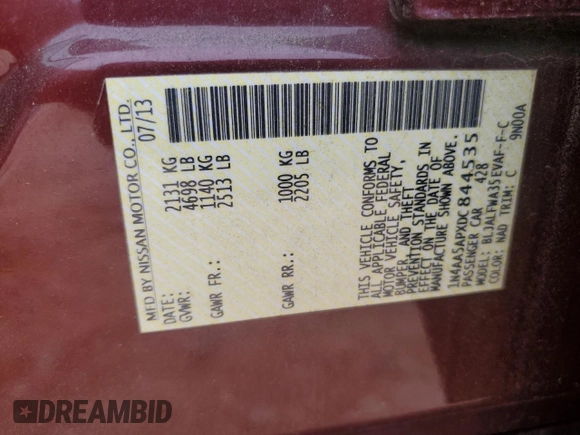 MFD BY NISSAN MOTOR CO., LTD.
DATE: 07/13
GVWR: 2131 KG
4698 LB
GAWR FR.: 1140 KG
2513 LB
GAWR RR.: 1000 KG
2205 LB
THIS VEHICLE CONFORMS TO
ALL APPLICABLE FEDERAL
MOTOR VEHICLE SAFETY,
BUMPER, AND THEFT
PREVENTION STANDARDS IN
EFFECT ON THE DATE OF
MANUFACTURE SHOWN ABOVE.
1N4AA5APXDC844535
PASSENGER CAR 428
MODEL: BLJALFWA35EVAF-F-C
COLOR: NAD TRIM: C 9N00A
DREAMBID